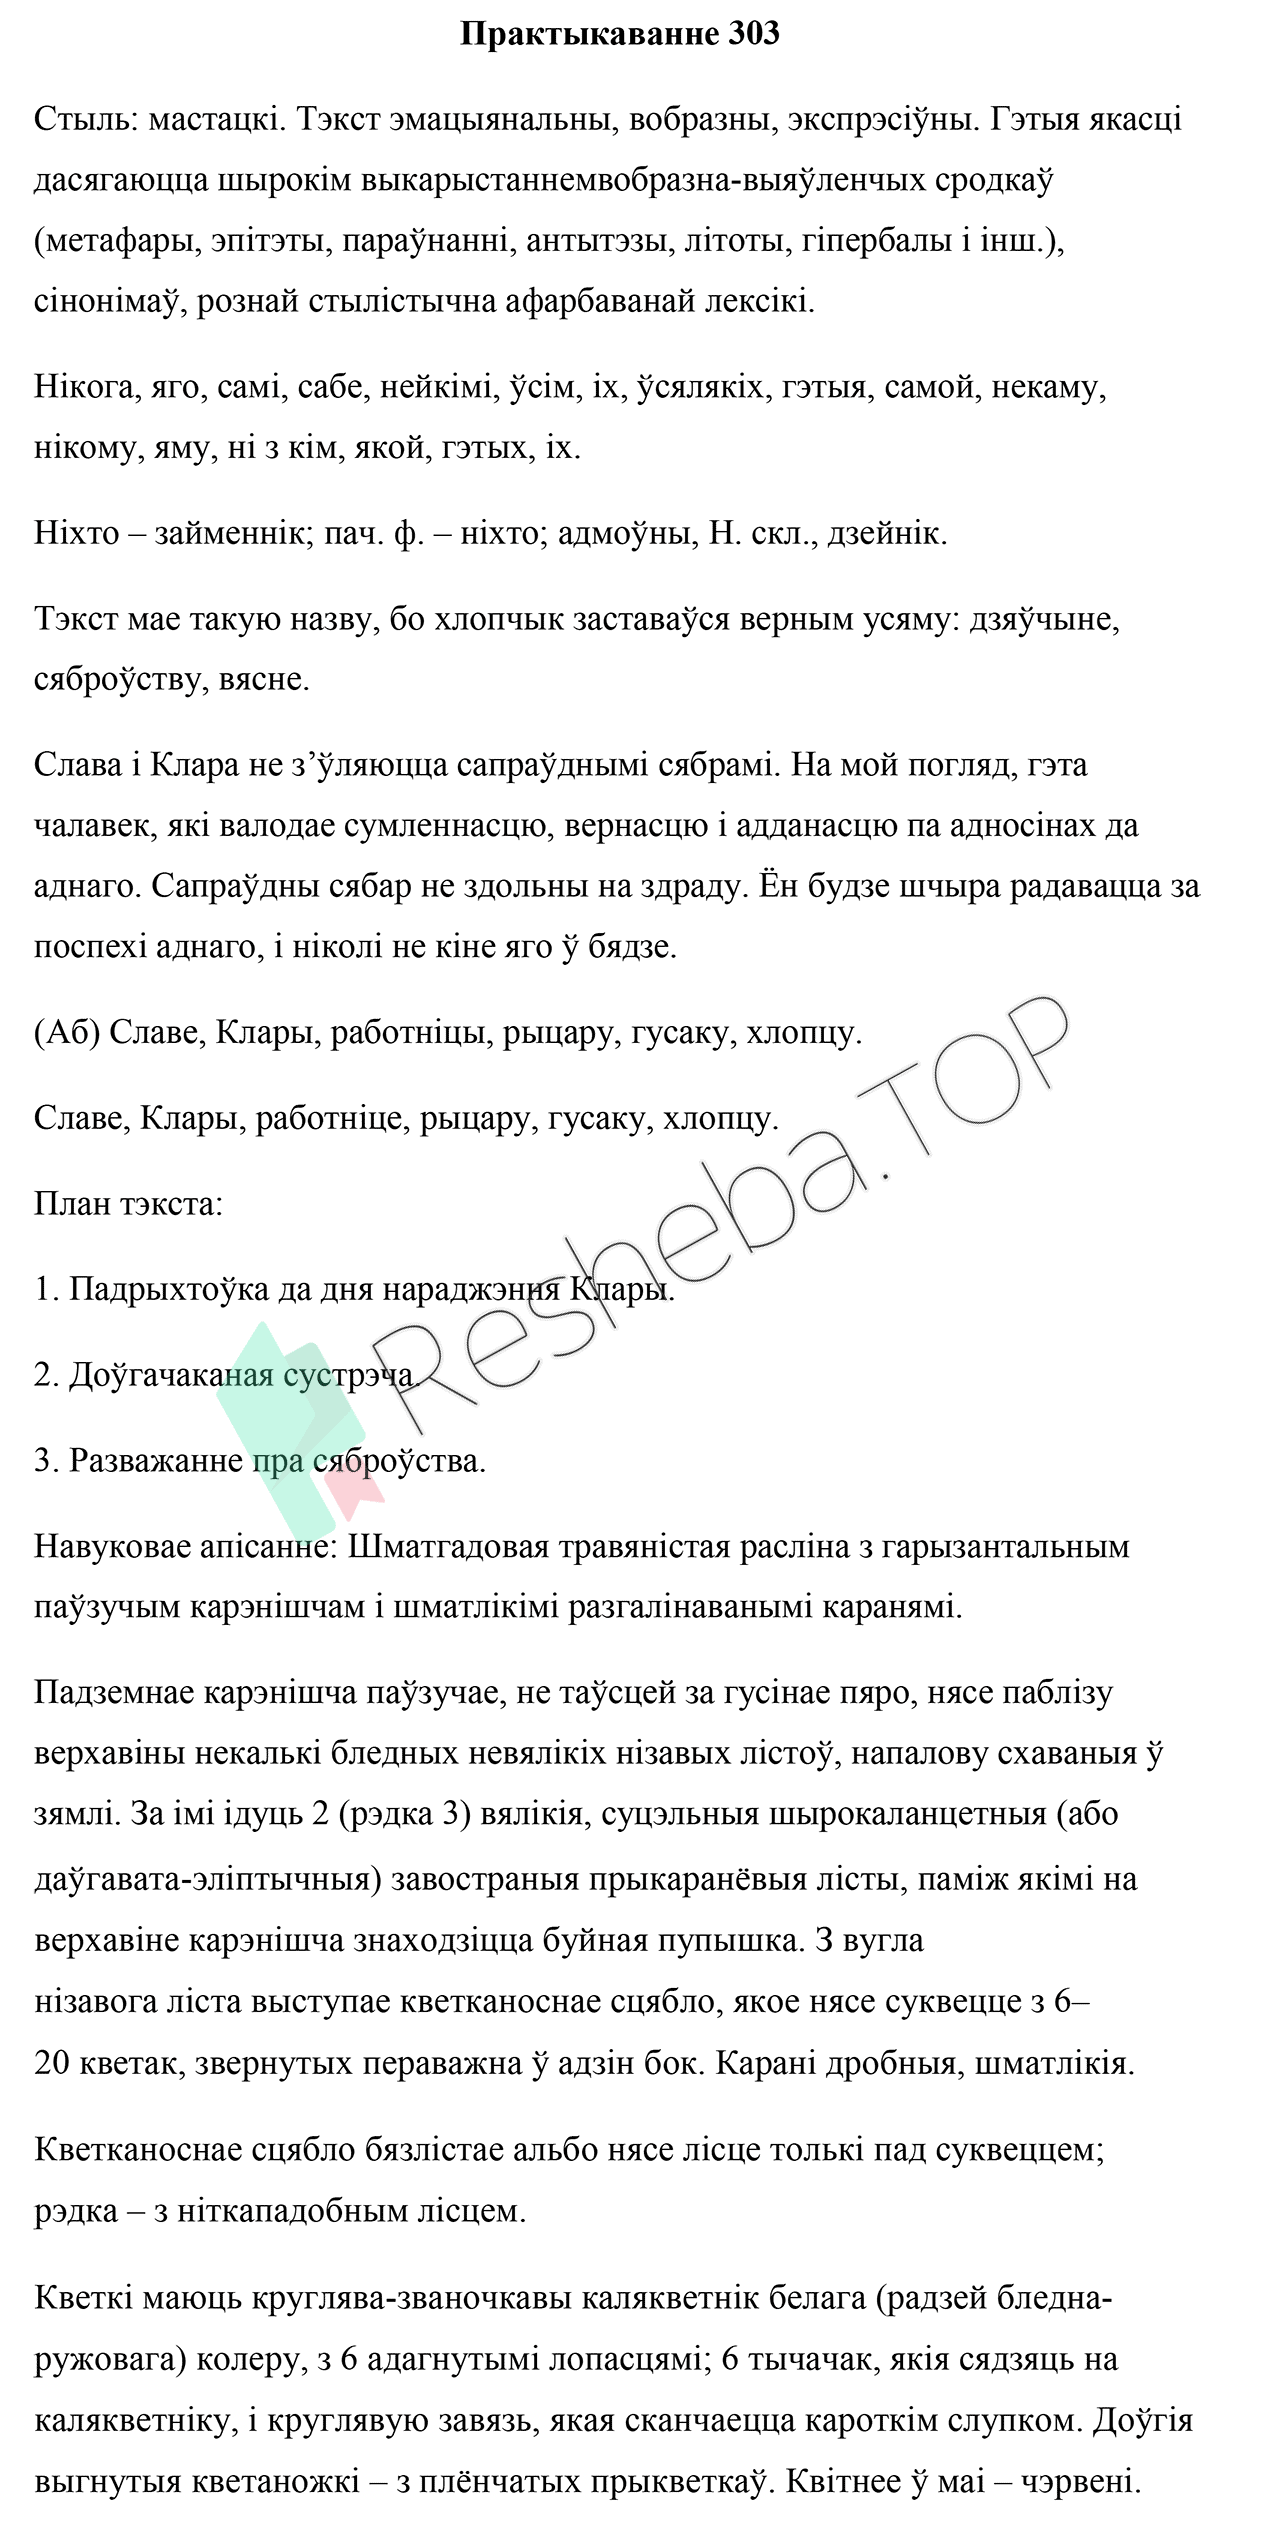 Практыкаванне 303
Стыль: мастацкі. Тэкст эмацыянальны, вобразны, экспрэсіўны. Гэтыя якасці
дасягаюцца шырокім выкарыстаннемвобразна-выяўленчых сродкаў
(метафары, эпітэты, параўнанні, антытэзы, літоты, гіпербалы і інш.),
сінонімаў, рознай стылістычна афарбаванай лексікі.
Нікога, яго, самі, сабе, нейкімі, ўсім, іх, ўсялякіх, гэтыя, самой, некаму,
нікому, яму, ні з кім, якой, гэтых, іх.
Ніхто – займеннік; пач. ф. – ніхто; адмоўны, Н. скл., дзейнік.
Тэкст мае такую назву, бо хлопчык заставаўся верным усяму: дзяўчыне,
сяброўству, вясне.
Слава і Клара не з’ўляюцца сапраўднымі сябрамі. На мой погляд, гэта
чалавек, які валодае сумленнасцю, вернасцю і адданасцю па адносінах да
аднаго. Сапраўдны сябар не здольны на здраду. Ён будзе шчыра радавацца за
поспехі аднаго, і ніколі не кіне яго ў бядзе.
(Аб) Славе, Клары, работніцы, рыцару, гусаку, хлопцу.
Славе, Клары, работніце, рыцару, гусаку, хлопцу.
План тэкста:
1. Падрыхтоўка да дня нараджэння Клары.
2. Доўгачаканая сустрэча.
3. Разважанне пра сяброўства.
Resheba.TOP
Навуковае апісанне: Шматгадовая травяністая расліна з гарызантальным
паўзучым карэнішчам і шматлікімі разгалінаванымі каранямі.
Падземнае карэнішча паўзучае, не таўсцей за гусінае пяро, нясе паблізу
верхавіны некалькі бледных невялікіх нізавых лістоў, напалову схаваныя ў
зямлі. За імі ідуць 2 (рэдка 3) вялікія, суцэльныя шырокаланцетныя (або
даўгавата-эліптычныя) завостраныя прыкаранёвыя лісты, паміж якімі на
верхавіне карэнішча знаходзіцца буйная пупышка. З вугла
нізавога ліста выступае кветканоснае сцябло, якое нясе суквецце з 6–
20 кветак, звернутых пераважна ў адзін бок. Карані дробныя, шматлікія.
Кветканоснае сцябло бязлістае альбо нясе лісце толькі пад суквеццем;
рэдка – з ніткападобным лісцем.
Кветкі маюць круглява-званочкавы калякветнік белага (радзей бледна-
ружовага) колеру, з 6 адагнутымі лопасцямі; 6 тычачак, якія сядзяць на
калякветніку, і круглявую завязь, якая сканчаецца кароткім слупком. Доўгія
выгнутыя кветаножкі – з плёнчатых прыкветкаў. Квітнее ў маі – чэрвені.